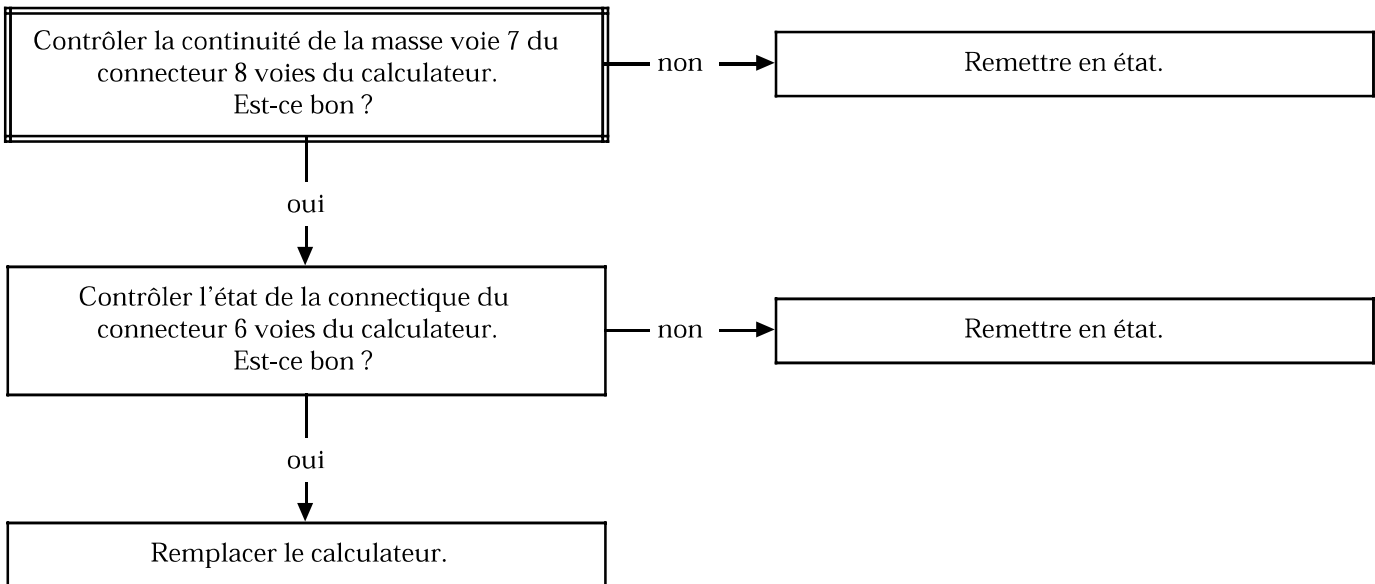 Contrôler la continuité de la masse voie 7 du
connecteur 8 voies du calculateur.
Est-ce bon ?
non
Remettre en état.
oui
Contrôler l’état de la connectique du
connecteur 6 voies du calculateur.
Est-ce bon ?
non
Remettre en état.
oui
Remplacer le calculateur.